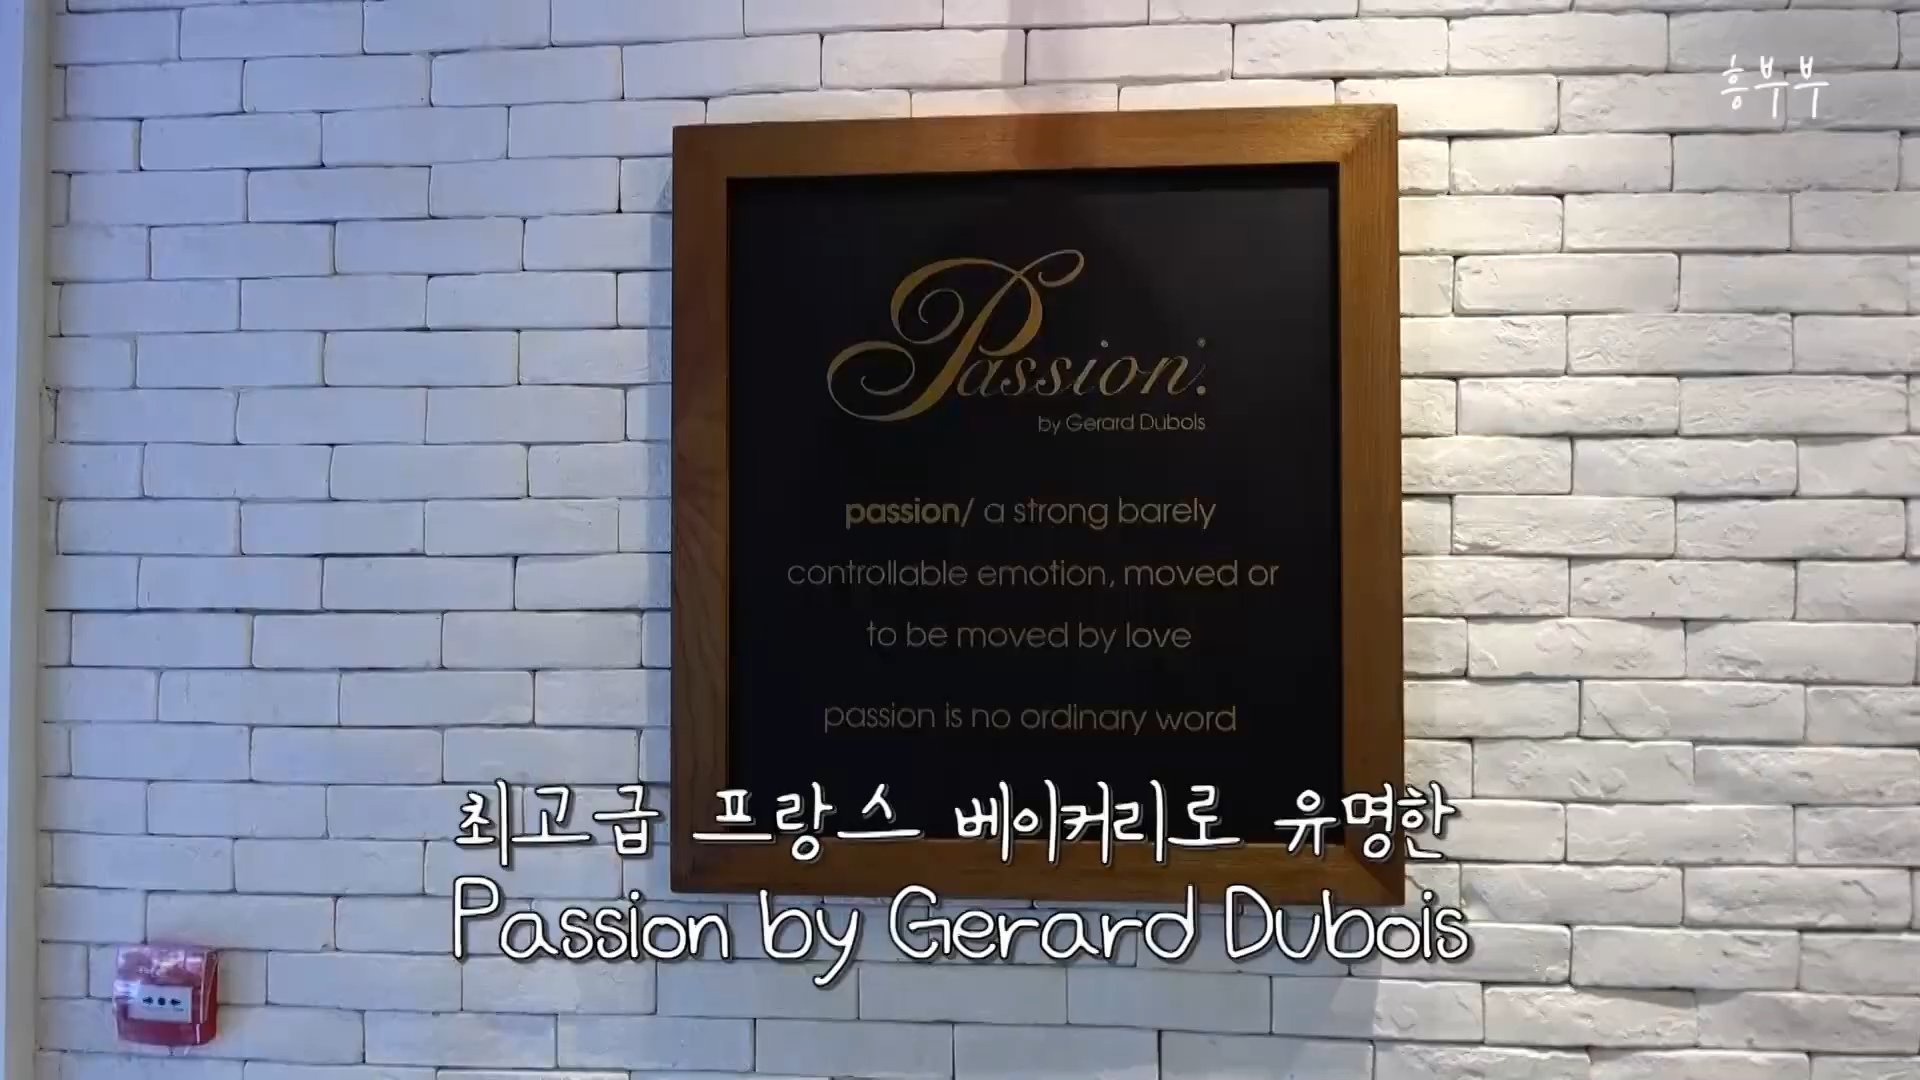 흥부부
Passion.
by Gerard Dubois
passion/ a strong barely
controllable emotion, moved or
to be moved by love
passion is no ordinary word
최고급 프랑스 베이커리로 유명한
Passion by Gerard Dubois